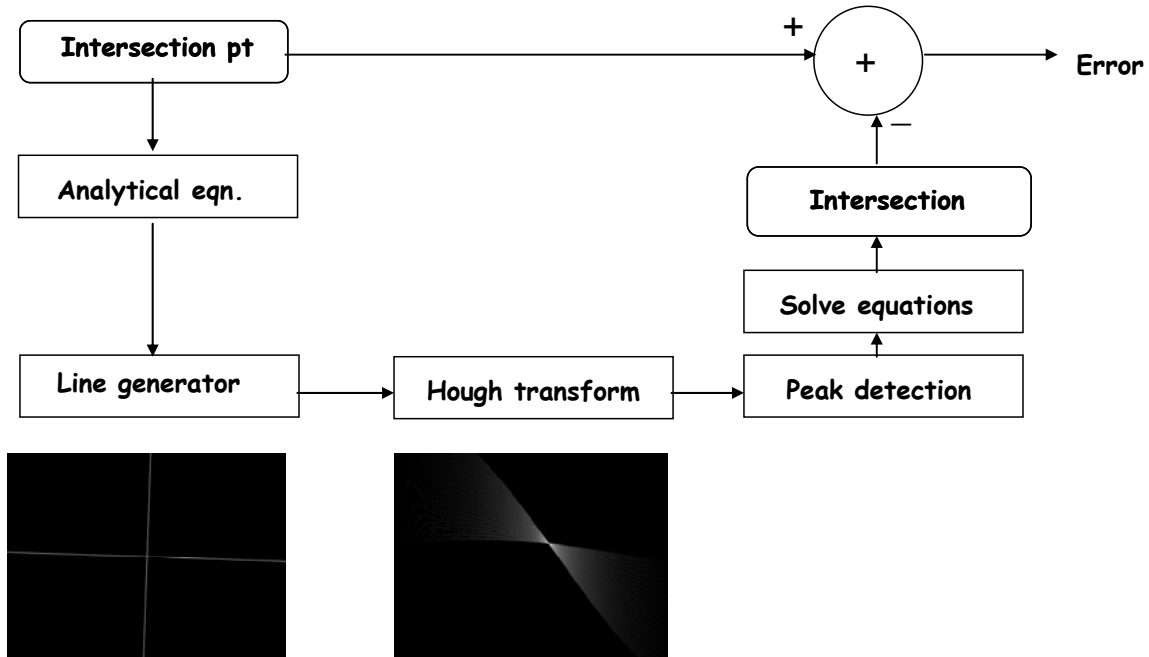 Intersection pt
+
+
Error
—
Analytical eqn.
Intersection
Solve equations
Line generator
Hough transform
Peak detection